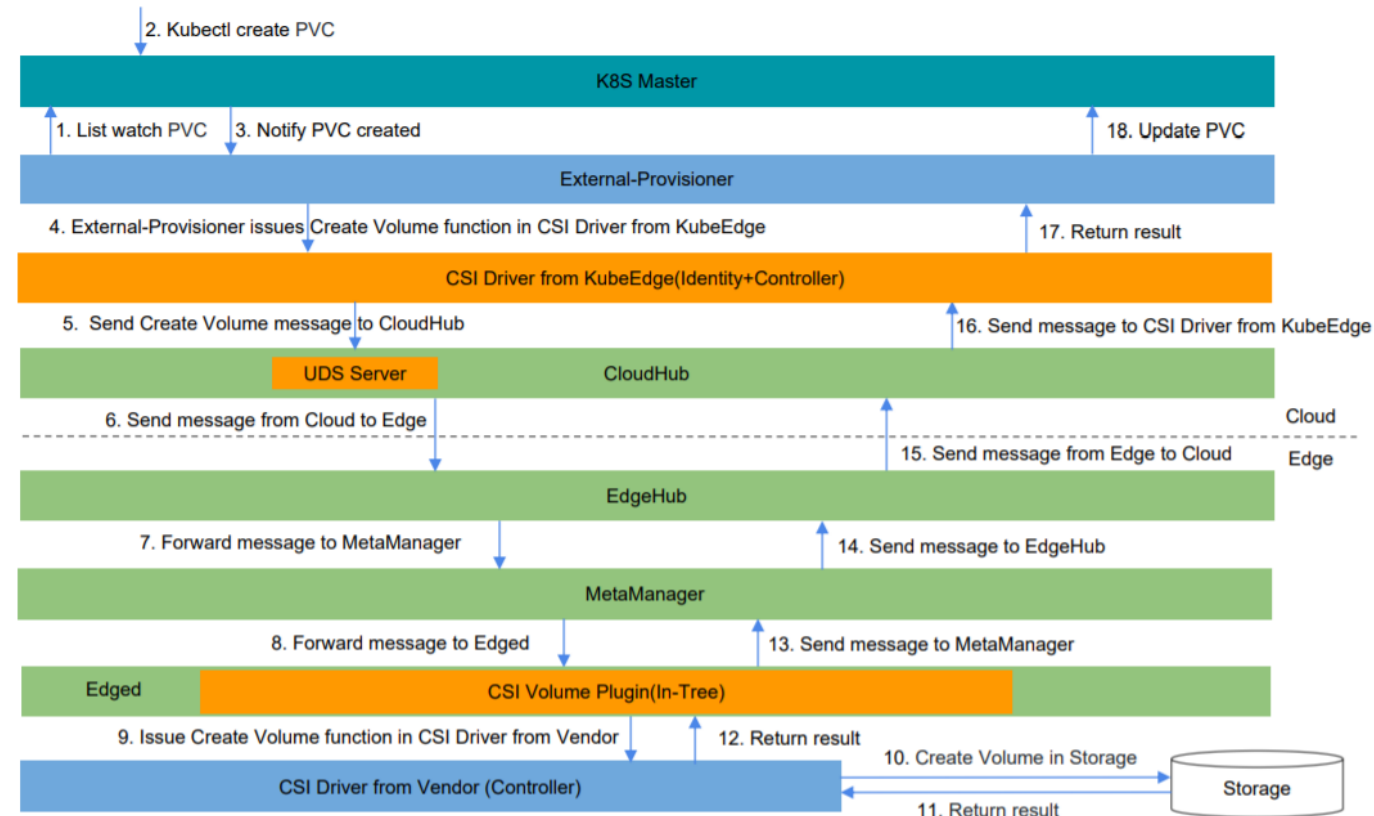 2. Kubectl create PVC
K8S Master
1. List watch PVC
3. Notify PVC created
18. Update PVC
External-Provisioner
4. External-Provisioner issues Create Volume function in CSI Driver from KubeEdge
17. Return result
CSI Driver from KubeEdge(Identity+Controller)
5. Send Create Volume message to CloudHub
16. Send message to CSI Driver from KubeEdge
UDS Server
CloudHub
6. Send message from Cloud to Edge
Cloud
15. Send message from Edge to Cloud
Edge
EdgeHub
7. Forward message to MetaManager
14. Send message to EdgeHub
MetaManager
8. Forward message to Edged
13. Send message to MetaManager
Edged
CSI Volume Plugin(In-Tree)
9. Issue Create Volume function in CSI Driver from Vendor
12. Return result
10. Create Volume in Storage
CSI Driver from Vendor (Controller)
Storage
11. Return result